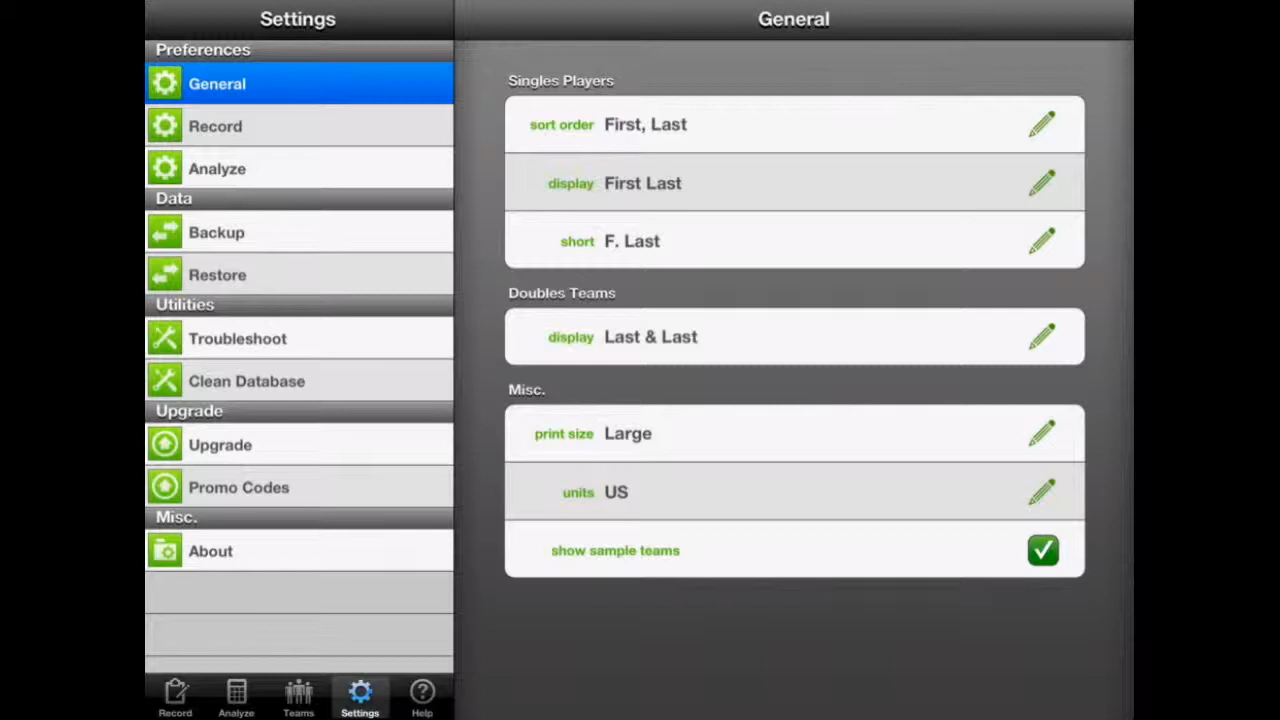 Settings
Preferences
General
Record
Analyze
Data
Backup
Restore
Utilities
Troubleshoot
Clean Database
Upgrade
Upgrade
Promo Codes
Misc.
About
Record
Analyze
Teams
Settings
Help
General
Singles Players
sort order First, Last
display First Last
short F. Last
Doubles Teams
display Last & Last
Misc.
print size Large
units US
show sample teams